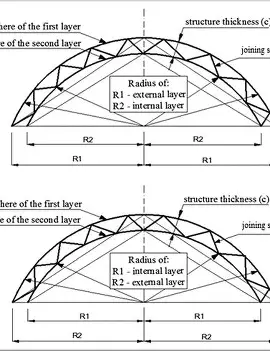 here of the first layer
structure thickness (c)
e of the second layer
joining s
Radius of:
R1 - external layer
R2 - internal layer
R2
R2
R1
R1
here of the first layer
structure thickness (c)
e of the second layer
joining s
Radius of:
R1 - internal layer
R2 - external layer
R1
R1
R2
R2